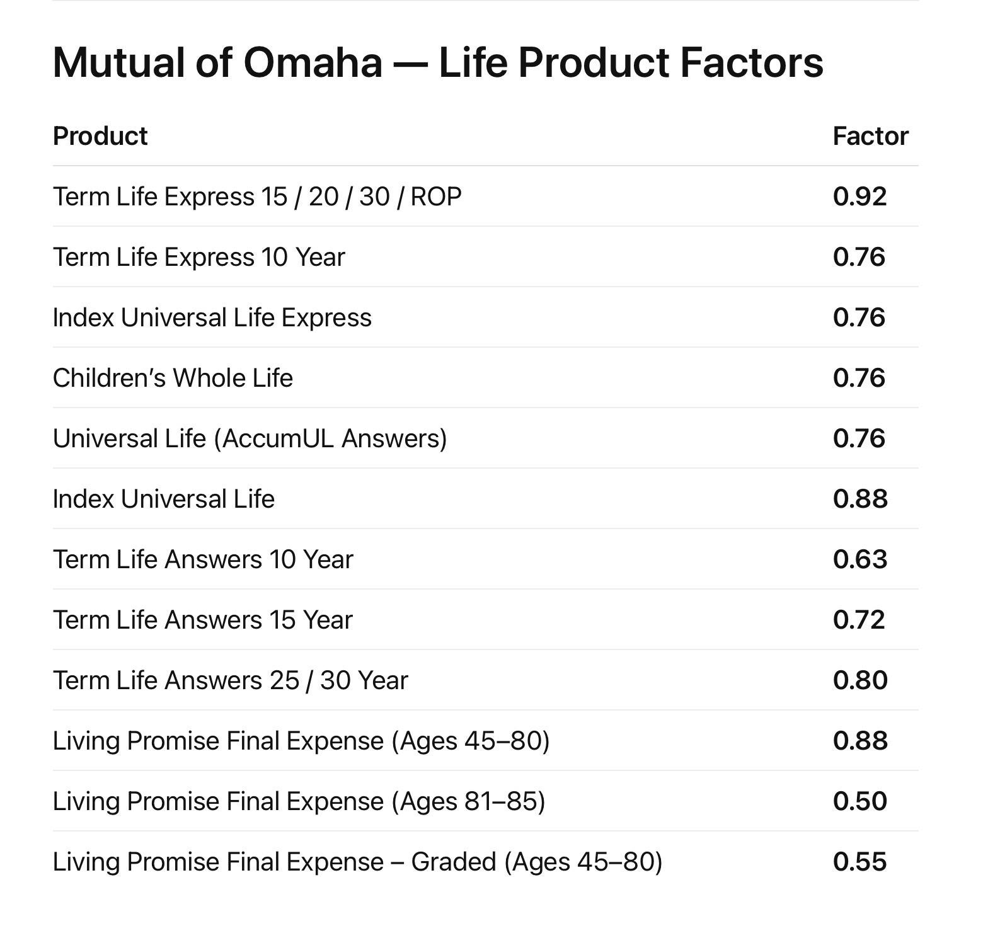 Mutual of Omaha — Life Product Factors
Product Factor
Term Life Express 15 / 20 / 30 / ROP 0.92
Term Life Express 10 Year 0.76
Index Universal Life Express 0.76
Children’s Whole Life 0.76
Universal Life (AccumUL Answers) 0.76
Index Universal Life 0.88
Term Life Answers 10 Year 0.63
Term Life Answers 15 Year 0.72
Term Life Answers 25 / 30 Year 0.80
Living Promise Final Expense (Ages 45–80) 0.88
Living Promise Final Expense (Ages 81–85) 0.50
Living Promise Final Expense – Graded (Ages 45–80) 0.55